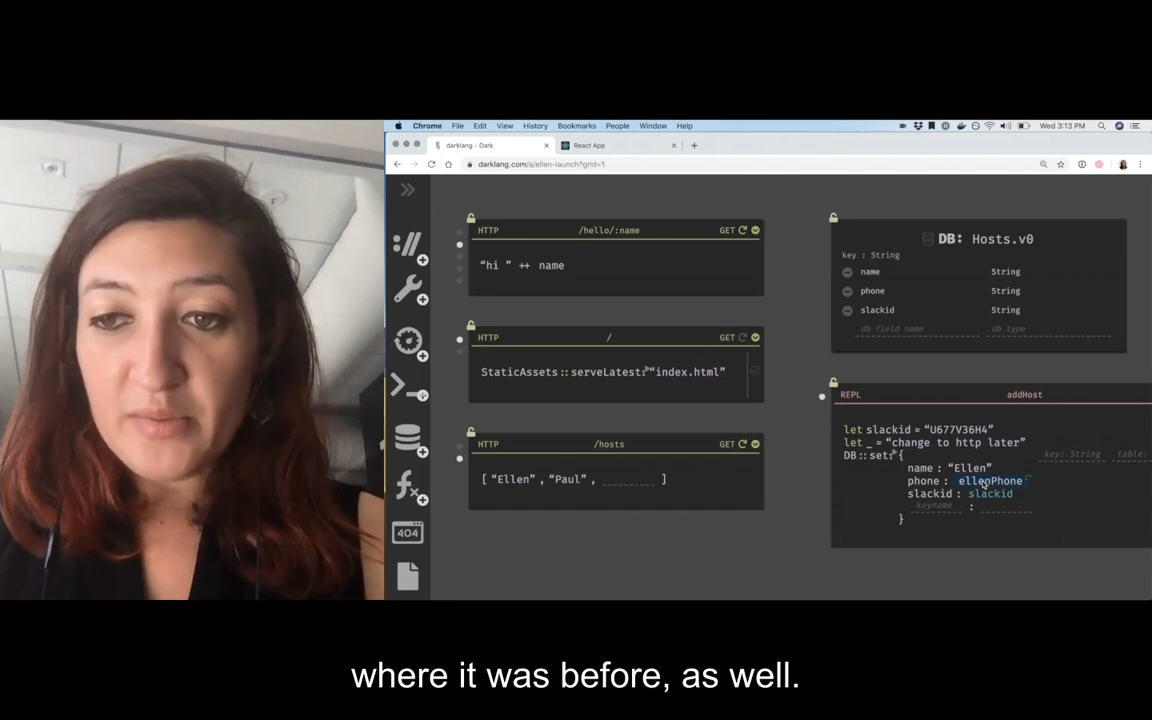 Chrome File Edit View History Bookmarks People Window Help Wed 3:13 PM
darklang - Dark React App
darklang.com/a/ellen-launch?grid=1
HTTP /hello/:name GET
“hi ” ++ name
HTTP / GET
StaticAssets::serveLatest “index.html”
HTTP /hosts GET
[ “Ellen” , “Paul” , ]
404
DB: Hosts.v0
key : String
name String
phone String
slackid String
db field name db type
REPL addHost
let slackid = “U677V36H4”
let _ = “change to http later”
DB::set { key: String table:
name : “Ellen”
phone : ellenPhone
slackid : slackid
keyname :
}
where it was before, as well.